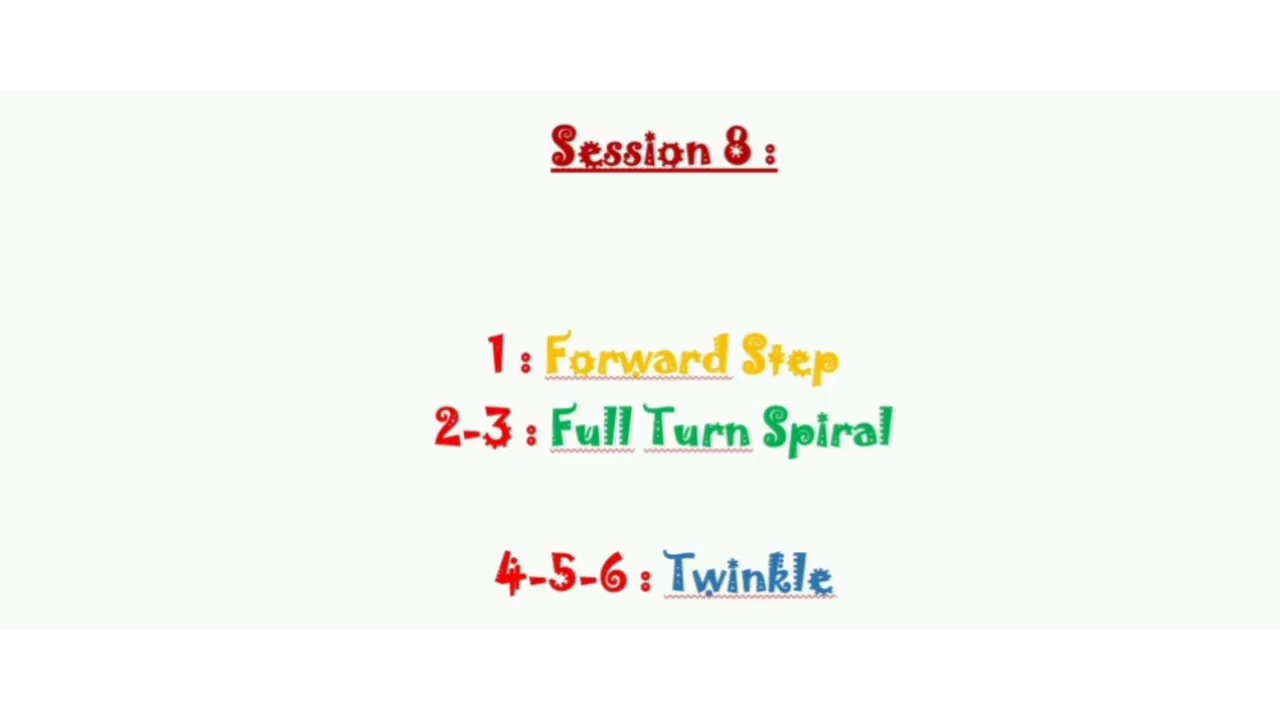 Session 8 :
1 : Forward Step
2-3 : Full Turn Spiral
4-5-6 : Twinkle